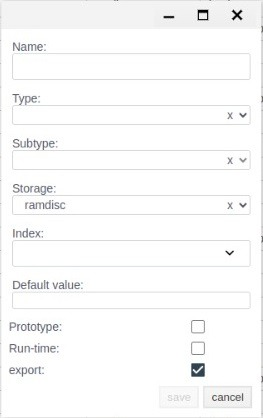 Name:
Type:
x
Subtype:
x
Storage:
ramdisc x
Index:
Default value:
Prototype:
Run-time:
export:
save cancel